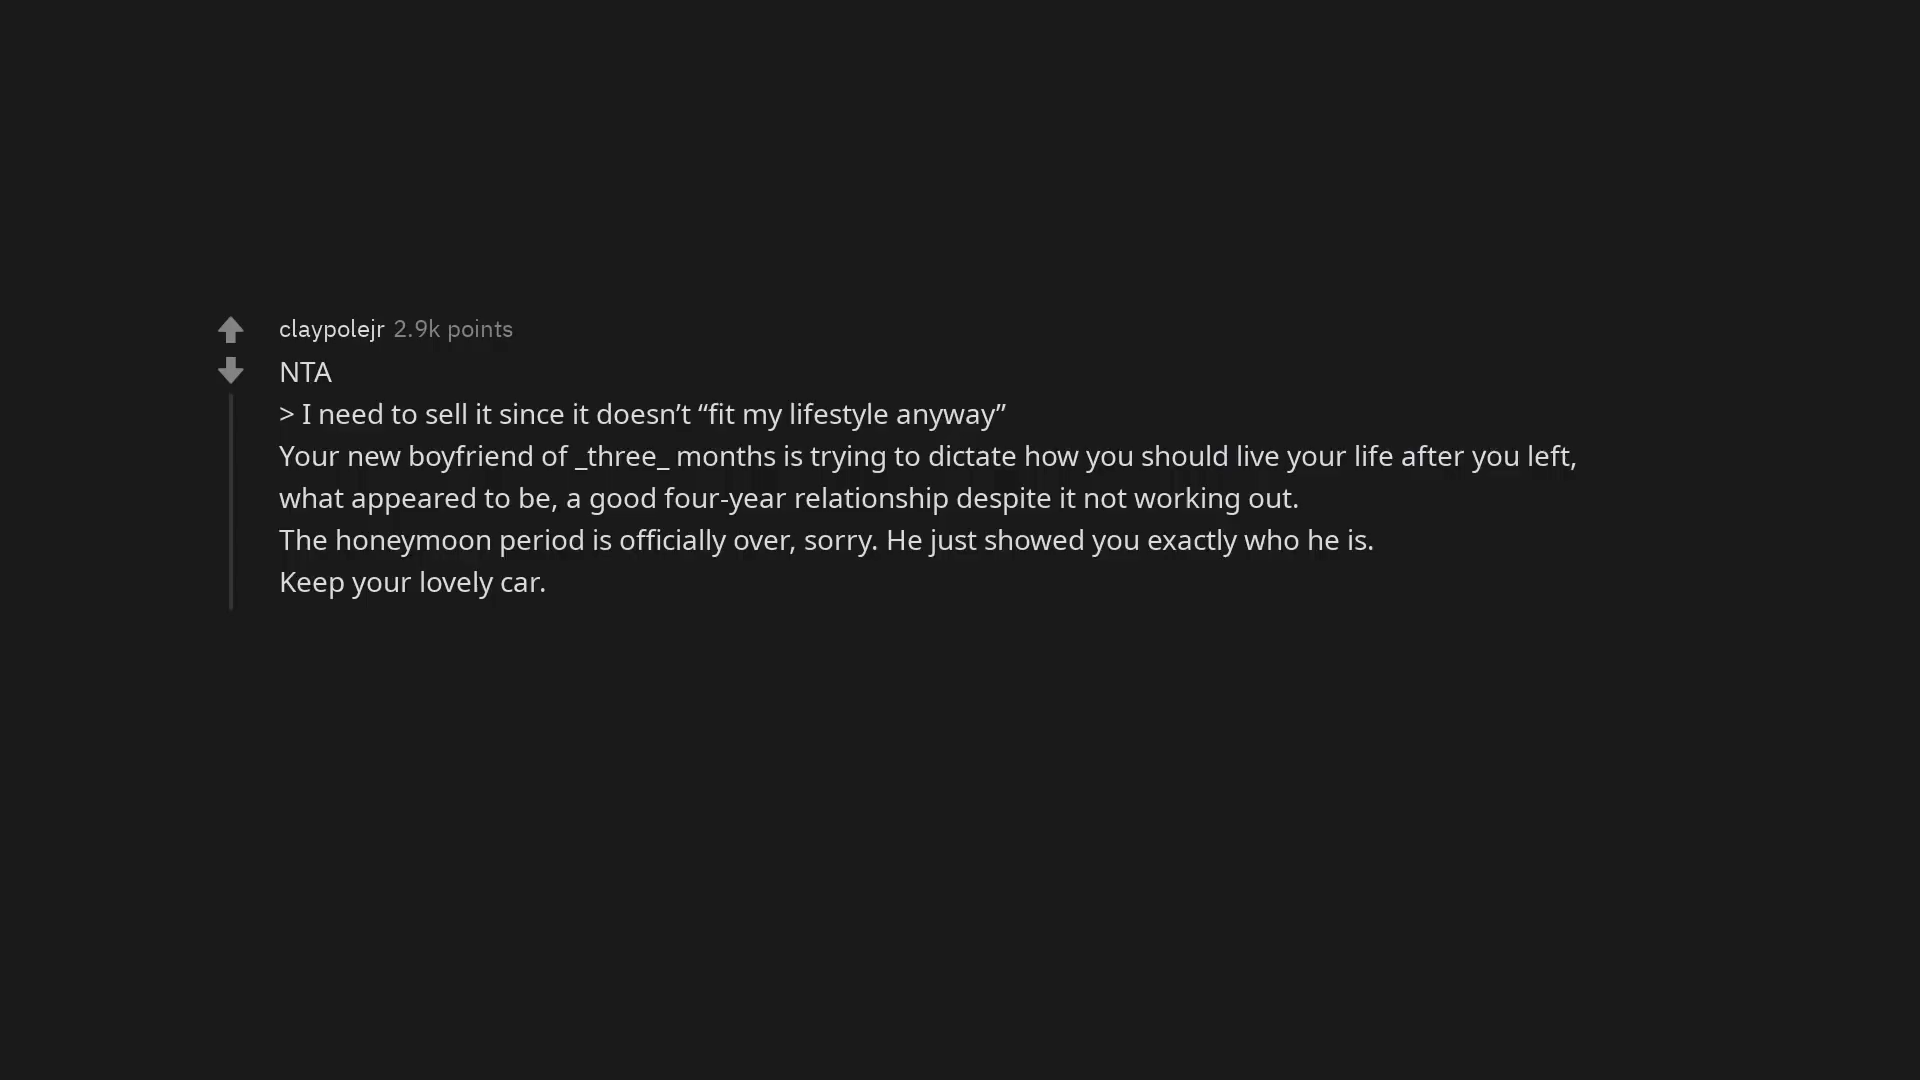 claypolejr 2.9k points
NTA
> I need to sell it since it doesn’t “fit my lifestyle anyway”
Your new boyfriend of _three_ months is trying to dictate how you should live your life after you left,
what appeared to be, a good four-year relationship despite it not working out.
The honeymoon period is officially over, sorry. He just showed you exactly who he is.
Keep your lovely car.